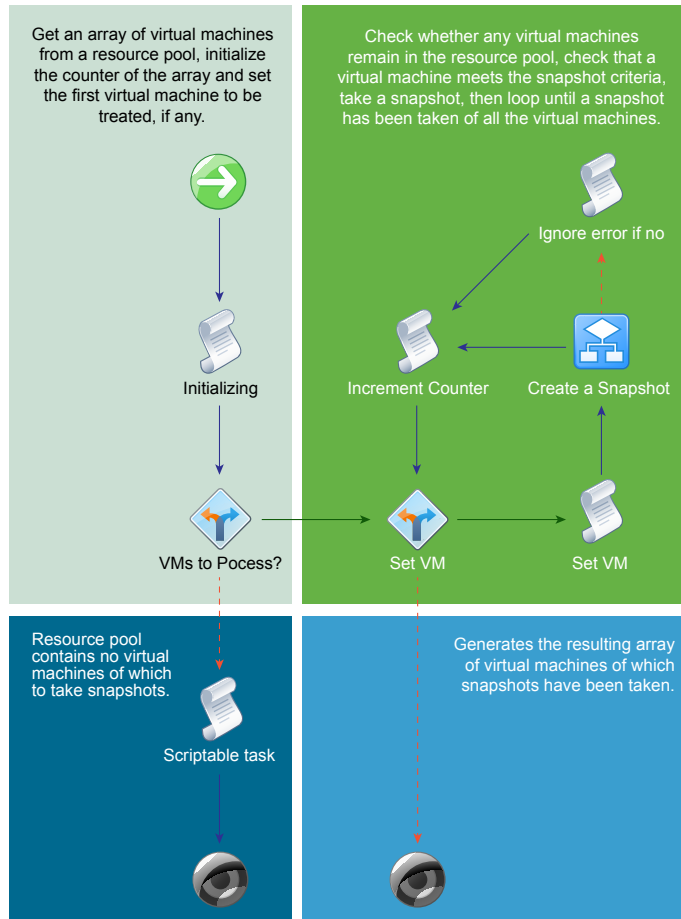 Get an array of virtual machines
from a resource pool, initialize
the counter of the array and set
the first virtual machine to be
treated, if any.
Check whether any virtual machines
remain in the resource pool, check that a
virtual machine meets the snapshot criteria,
take a snapshot, then loop until a snapshot
has been taken of all the virtual machines.
Ignore error if no
Initializing
Increment Counter
Create a Snapshot
VMs to Pocess?
Set VM
Set VM
Resource pool
contains no virtual
machines of which
to take snapshots.
Generates the resulting array
of virtual machines of which
snapshots have been taken.
Scriptable task